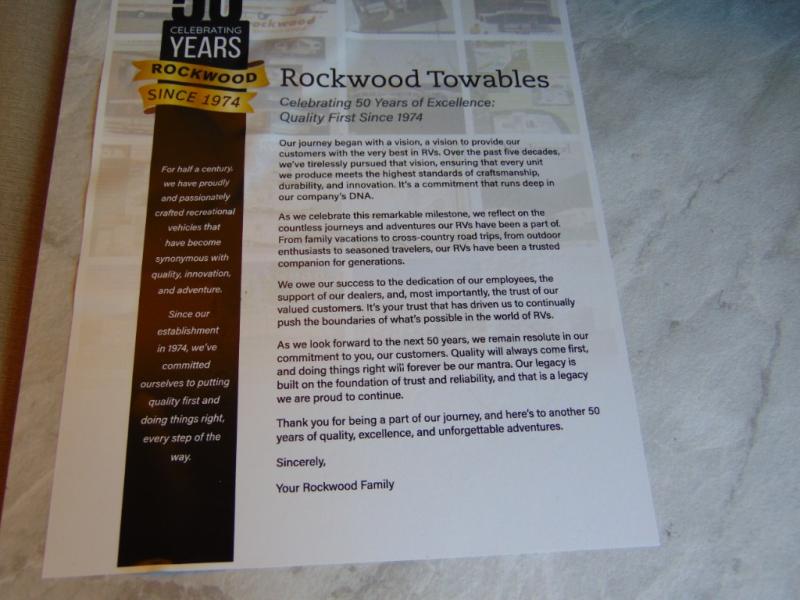 50
CELEBRATING
YEARS
ROCKWOOD
SINCE 1974
For half a century,
we have proudly
and passionately
crafted recreational
vehicles that
have become
synonymous with
quality, innovation,
and adventure.
Since our
establishment
in 1974, we've
committed
ourselves to putting
quality first and
doing things right,
every step of the
way.
rockwood
Rockwood Towables
Celebrating 50 Years of Excellence:
Quality First Since 1974
Our journey began with a vision, a vision to provide our
customers with the very best in RVs. Over the past five decades,
we've tirelessly pursued that vision, ensuring that every unit
we produce meets the highest standards of craftsmanship,
durability, and innovation. It's a commitment that runs deep in
our company's DNA.
As we celebrate this remarkable milestone, we reflect on the
countless journeys and adventures our RVs have been a part of.
From family vacations to cross-country road trips, from outdoor
enthusiasts to seasoned travelers, our RVs have been a trusted
companion for generations.
We owe our success to the dedication of our employees, the
support of our dealers, and, most importantly, the trust of our
valued customers. It's your trust that has driven us to continually
push the boundaries of what's possible in the world of RVs.
As we look forward to the next 50 years, we remain resolute in our
commitment to you, our customers. Quality will always come first,
and doing things right will forever be our mantra. Our legacy is
built on the foundation of trust and reliability, and that is a legacy
we are proud to continue.
Thank you for being a part of our journey, and here's to another 50
years of quality, excellence, and unforgettable adventures.
Sincerely,
Your Rockwood Family